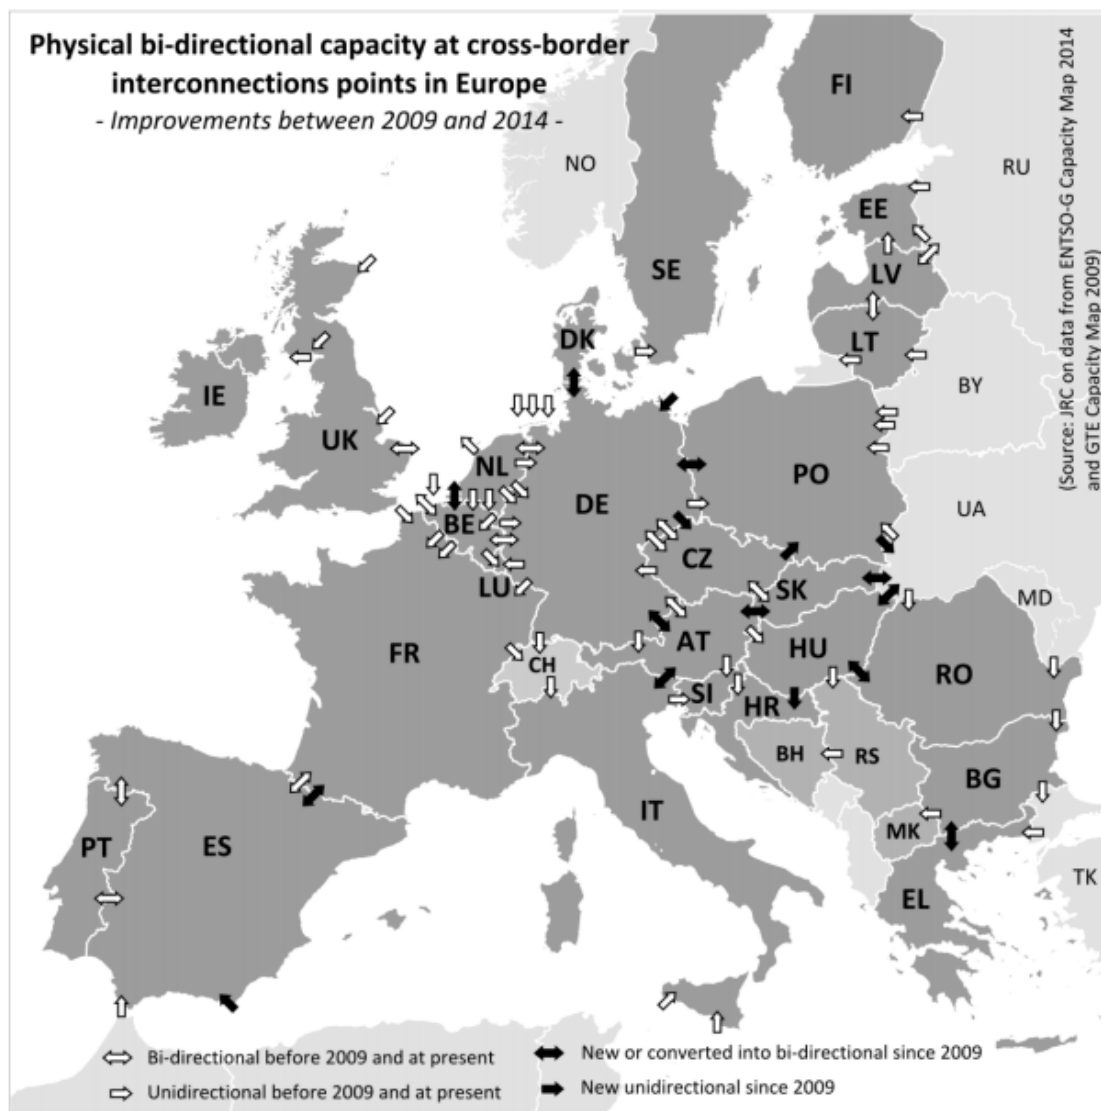 Physical bi-directional capacity at cross-border
interconnections points in Europe
- Improvements between 2009 and 2014 -
(Source: JRC on data from ENTSO-G Capacity Map 2014
and GTE Capacity Map 2009)
FI
NO
RU
EE
SE
LV
DK
LT
IE
BY
UK
NL
PO
DE
UA
BE
CZ
LU
SK
MD
FR
AT
HU
CH
RO
SI
HR
BH
RS
BG
IT
PT
ES
MK
TK
EL
Bi-directional before 2009 and at present
New or converted into bi-directional since 2009
Unidirectional before 2009 and at present
New unidirectional since 2009